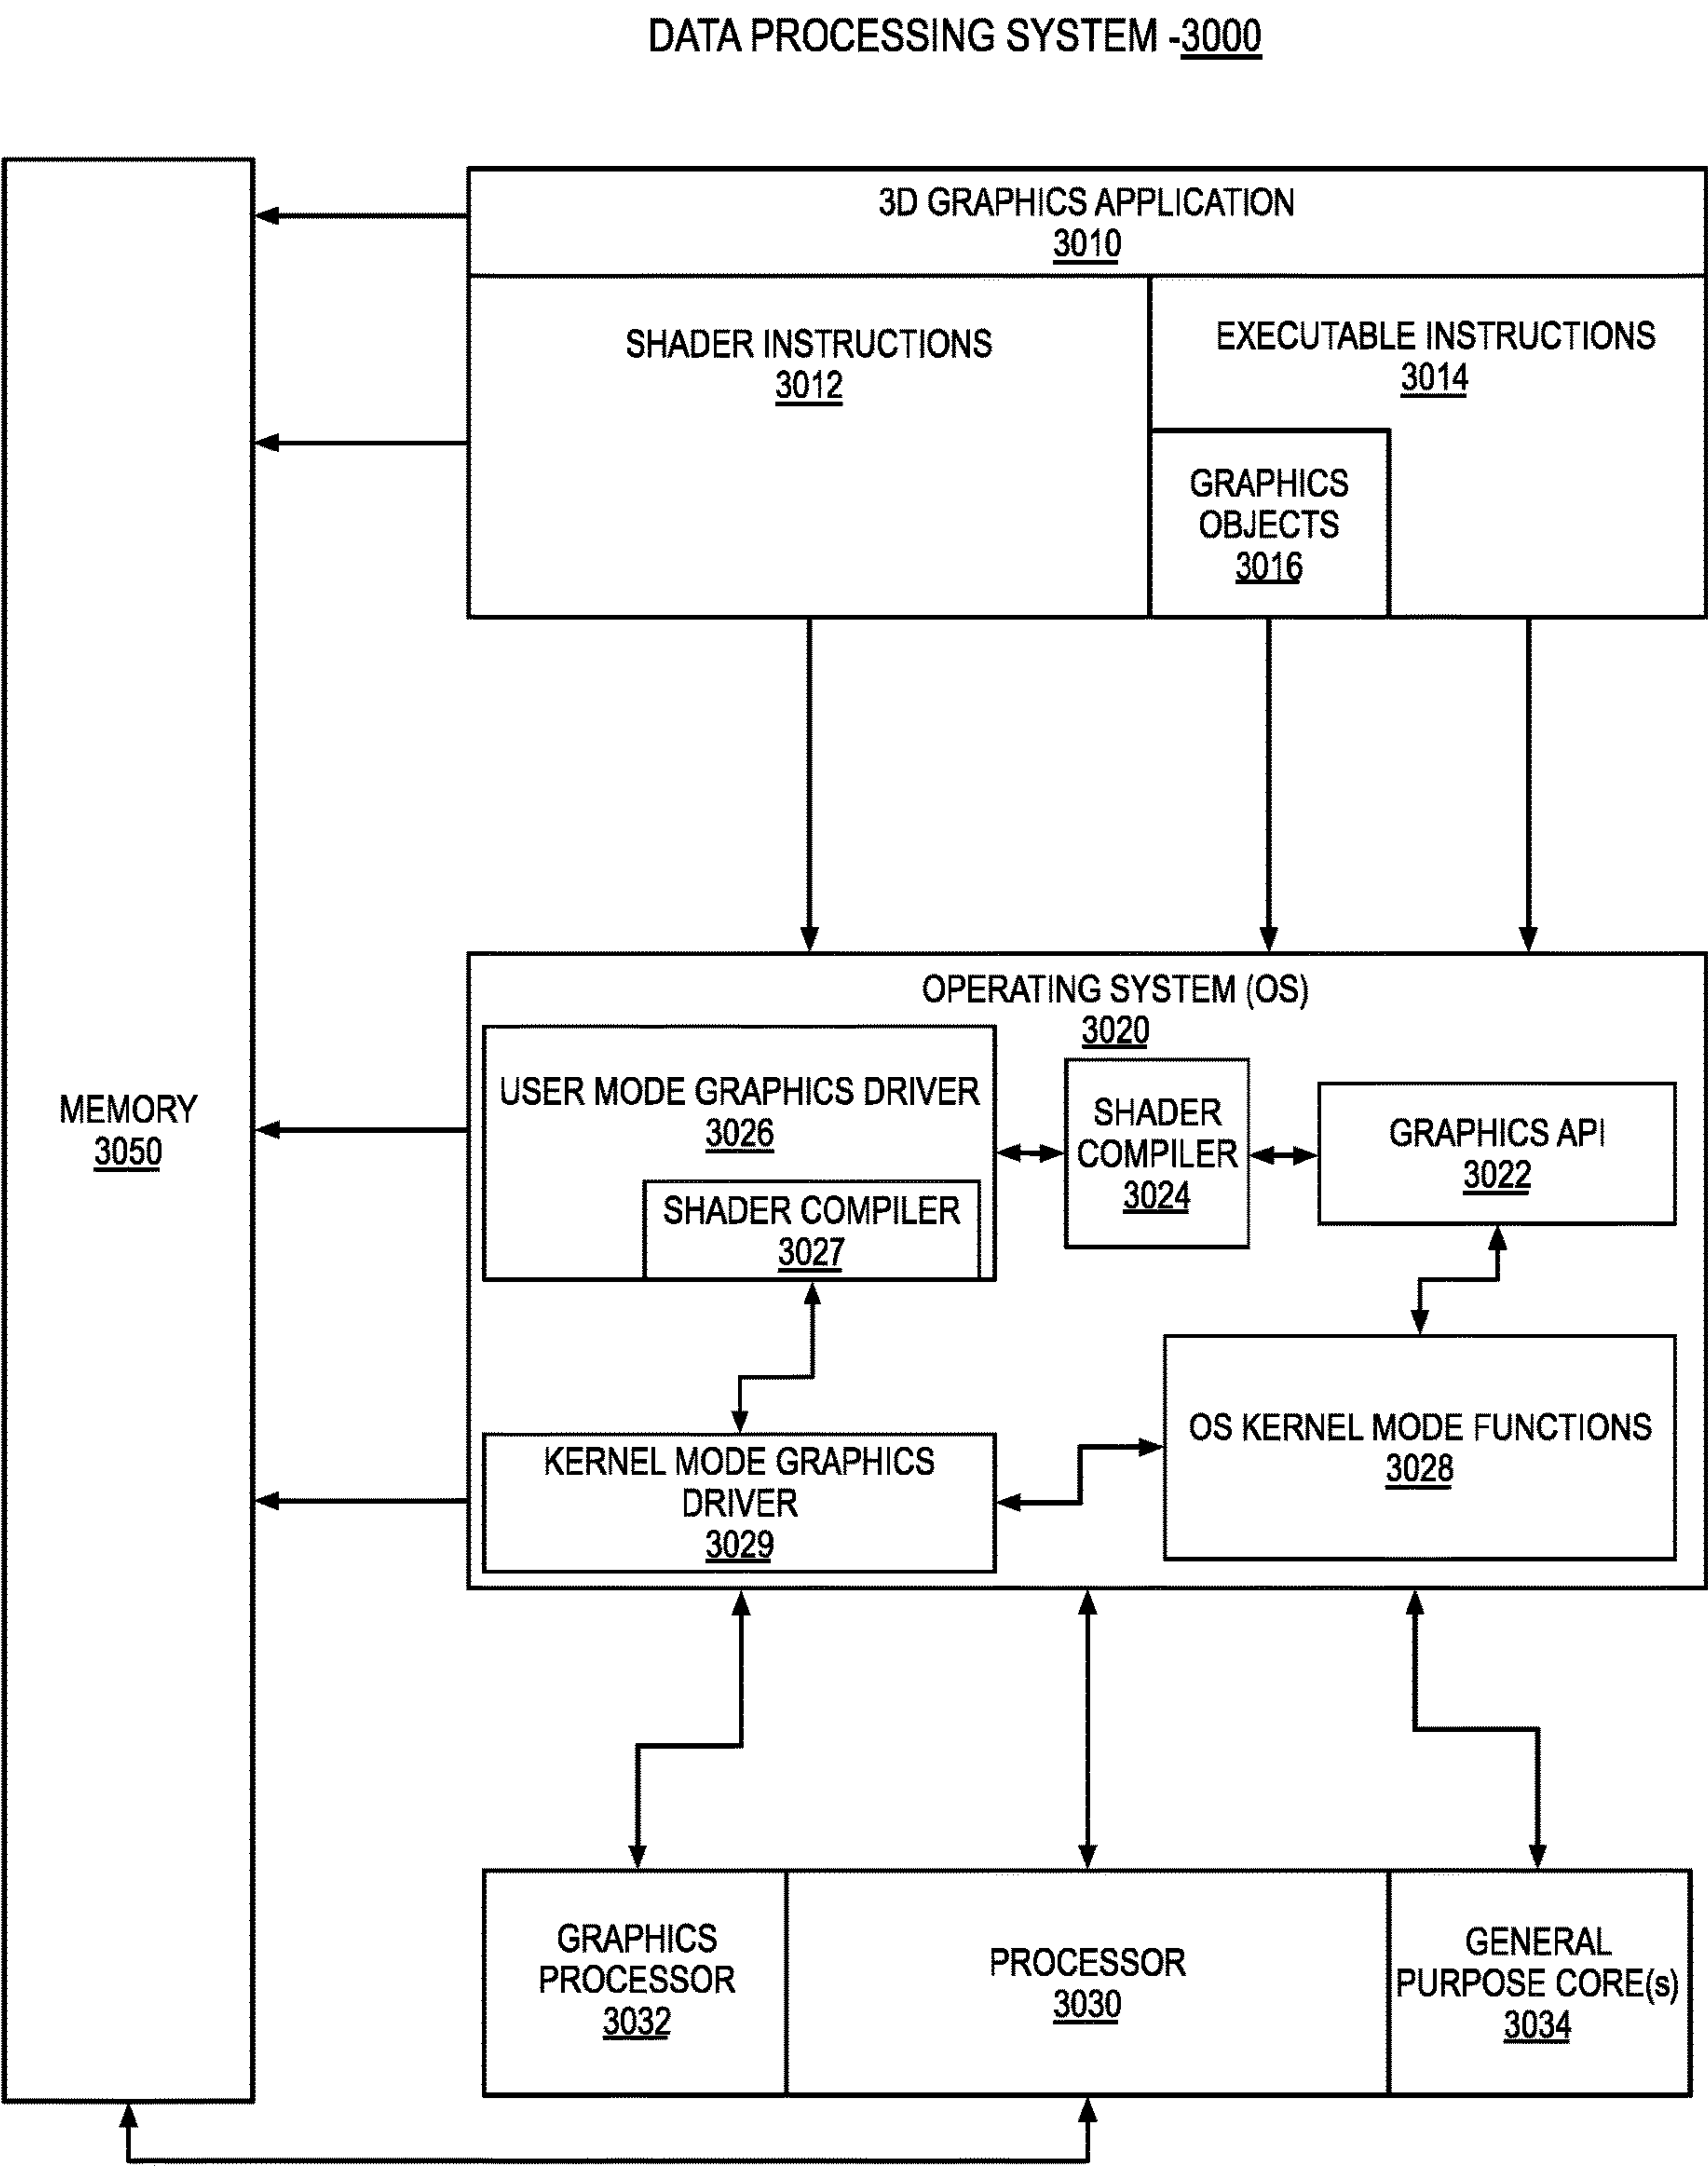 DATA PROCESSING SYSTEM -3000
3D GRAPHICS APPLICATION
3010
SHADER INSTRUCTIONS
3012
EXECUTABLE INSTRUCTIONS
3014
GRAPHICS
OBJECTS
3016
MEMORY
3050
OPERATING SYSTEM (OS)
3020
USER MODE GRAPHICS DRIVER
3026
SHADER COMPILER
3027
SHADER
COMPILER
3024
GRAPHICS API
3022
KERNEL MODE GRAPHICS
DRIVER
3029
OS KERNEL MODE FUNCTIONS
3028
GRAPHICS
PROCESSOR
3032
PROCESSOR
3030
GENERAL
PURPOSE CORE(s)
3034